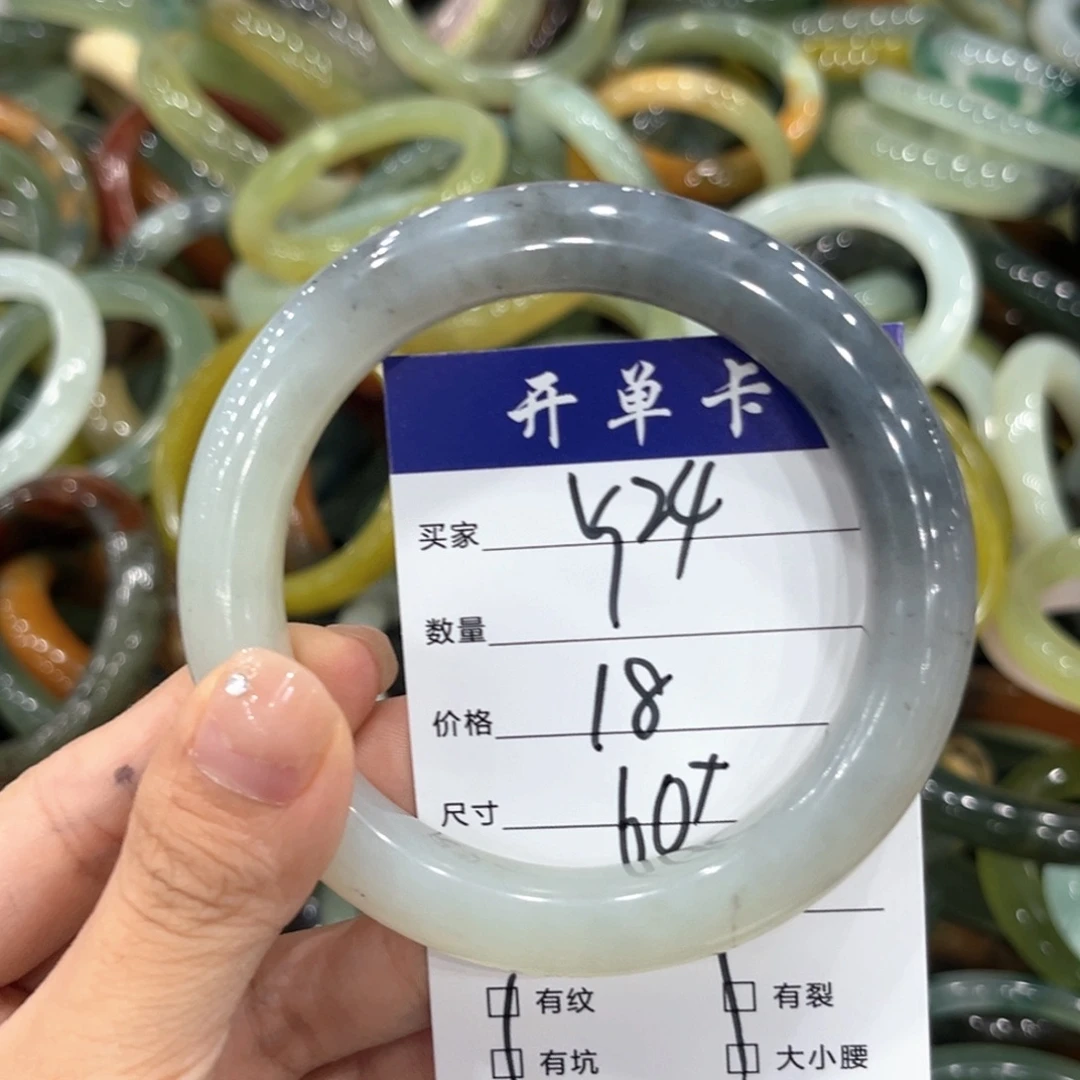 开单卡
买家 y24
数量
价格 18
尺寸 60+
有纹 有裂
有坑 大小腰